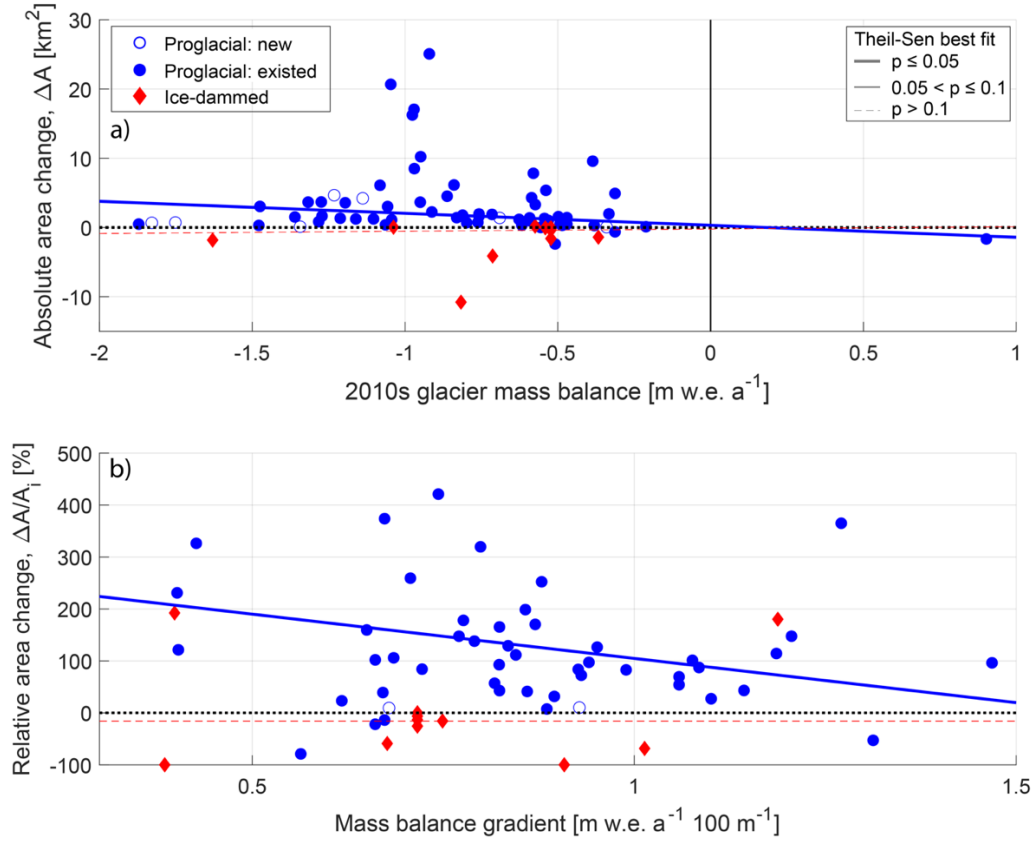 30
20
10
0
-10
Absolute area change, ΔA [km²]
Proglacial: new
Proglacial: existed
Ice-dammed
a)
Theil-Sen best fit
p ≤ 0.05
0.05 < p ≤ 0.1
p > 0.1
-2 -1.5 -1 -0.5 0 0.5 1
2010s glacier mass balance [m w.e. a⁻¹]
500
400
300
200
100
0
-100
Relative area change, ΔA/Aᵢ [%]
b)
0.5 1 1.5
Mass balance gradient [m w.e. a⁻¹ 100 m⁻¹]